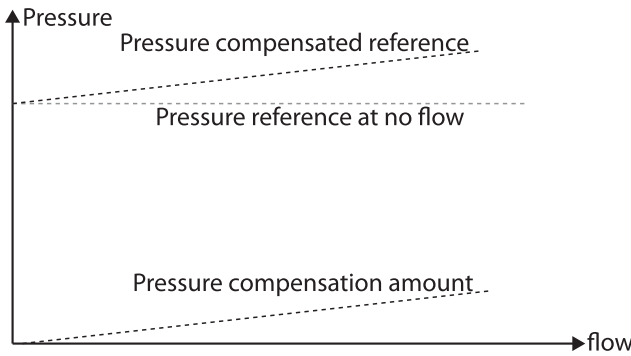 Pressure
Pressure compensated reference
Pressure reference at no flow
Pressure compensation amount
flow